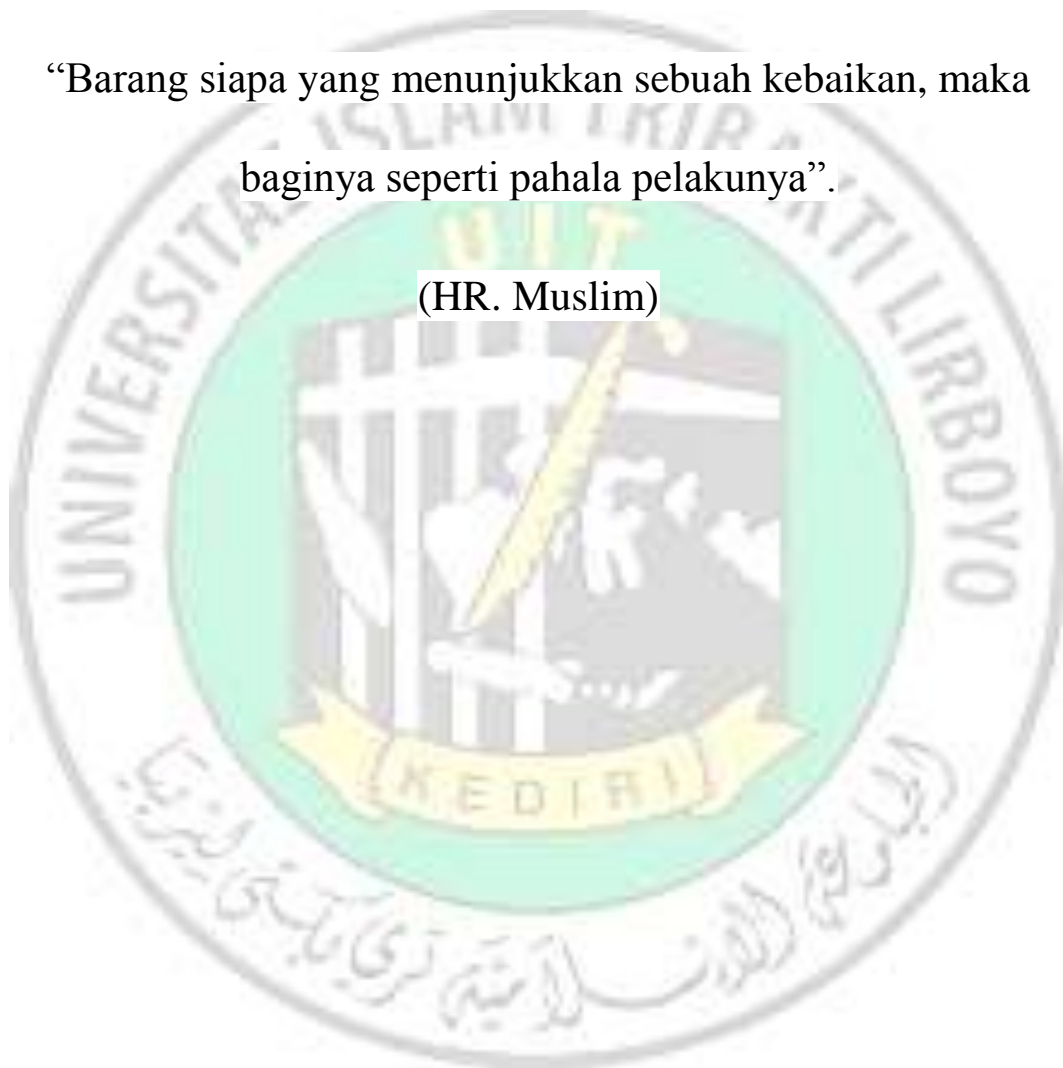 “Barang siapa yang menunjukkan sebuah kebaikan, maka
baginya seperti pahala pelakunya”.
(HR. Muslim)
UNIVERSITAS ISLAM TRIBAKTI LIRBOYO
UIT
KEDIRI